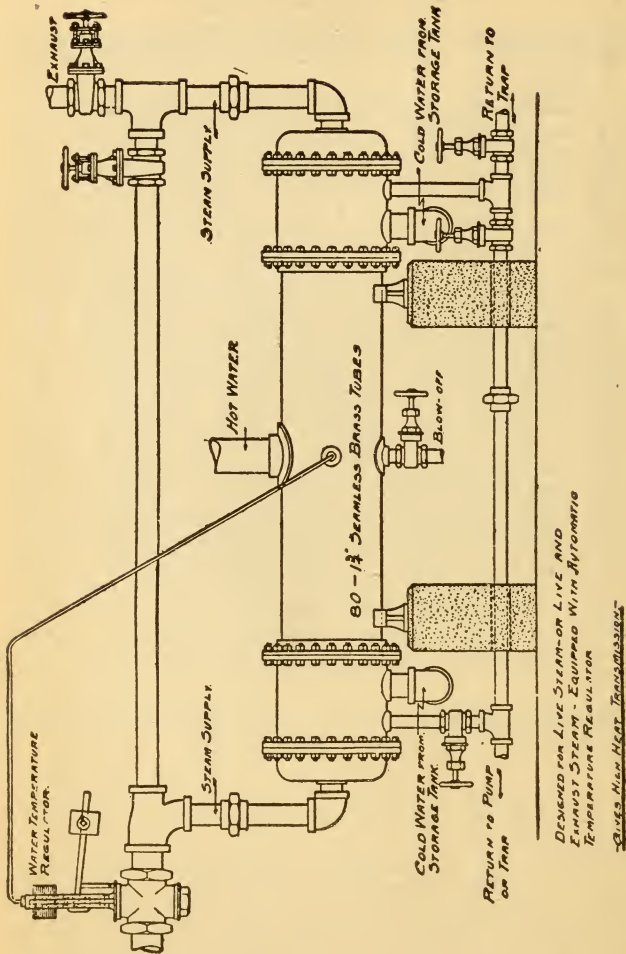 WATER TEMPERATURE
REGULATOR.
EXHAUST
STEAM SUPPLY.
STEAM SUPPLY
HOT WATER
80-1¾" SEAMLESS BRASS TUBES
BLOW-OFF
COLD WATER FROM.
STORAGE TANK.
COLD WATER FROM.
STORAGE TANK
RETURN TO PUMP
OR TRAP
RETURN TO
TRAP
DESIGNED FOR LIVE STEAM-OR LIVE AND
EXHAUST STEAM - EQUIPPED WITH AUTOMATIC
TEMPERATURE REGULATOR
-GIVES HIGH HEAT TRANSMISSION-